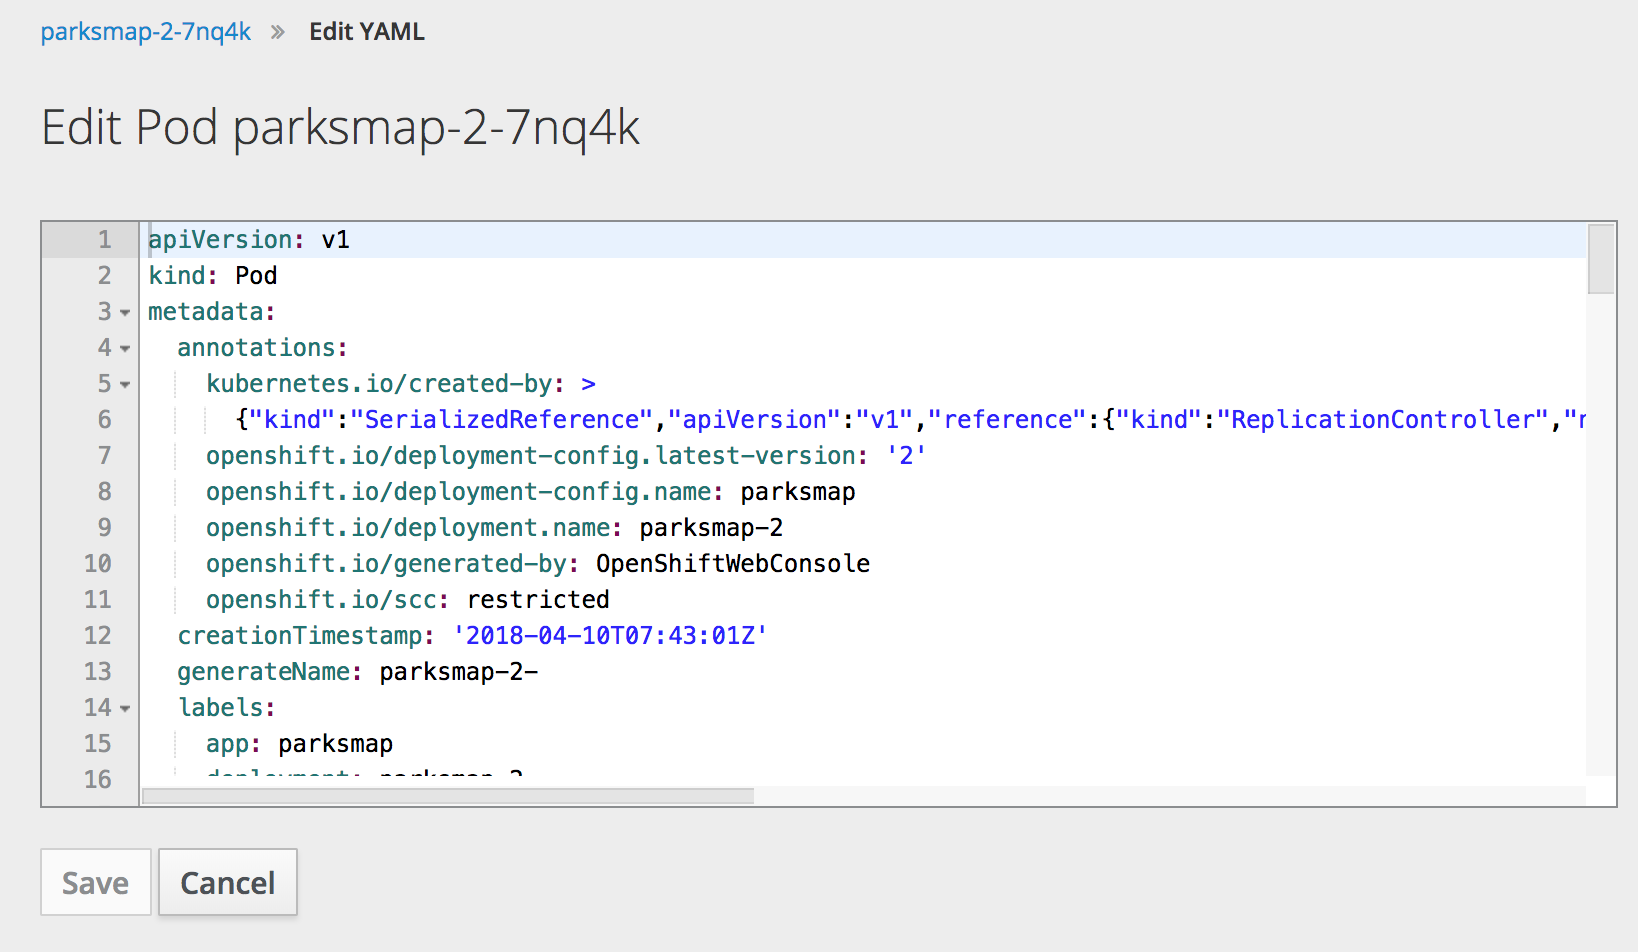 parksmap-2-7nq4k » Edit YAML
Edit Pod parksmap-2-7nq4k
1 apiVersion: v1
2 kind: Pod
3 metadata:
4 annotations:
5 kubernetes.io/created-by: >
6 {"kind":"SerializedReference","apiVersion":"v1","reference":{"kind":"ReplicationController","
7 openshift.io/deployment-config.latest-version: '2'
8 openshift.io/deployment-config.name: parksmap
9 openshift.io/deployment.name: parksmap-2
10 openshift.io/generated-by: OpenShiftWebConsole
11 openshift.io/scc: restricted
12 creationTimestamp: '2018-04-10T07:43:01Z'
13 generateName: parksmap-2-
14 labels:
15 app: parksmap
16 deployment: parksmap-2
Save Cancel